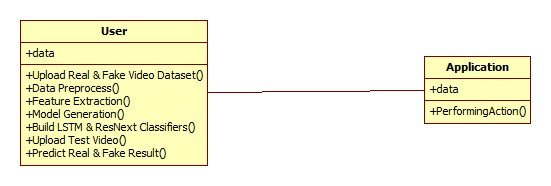 User
+data
+Upload Real & Fake Video Dataset()
+Data Preprocess()
+Feature Extraction()
+Model Generation()
+Build LSTM & ResNext Classifiers()
+Upload Test Video()
+Predict Real & Fake Result()
Application
+data
+PerformingAction()